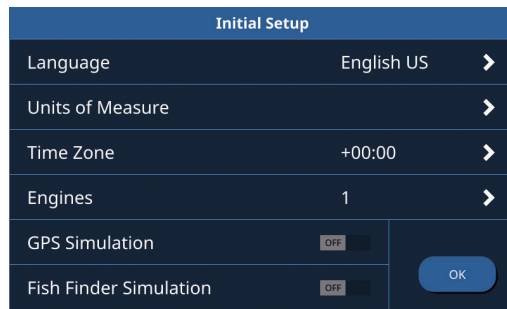 Initial Setup
Language English US
Units of Measure
Time Zone +00:00
Engines 1
GPS Simulation OFF
Fish Finder Simulation OFF
OK